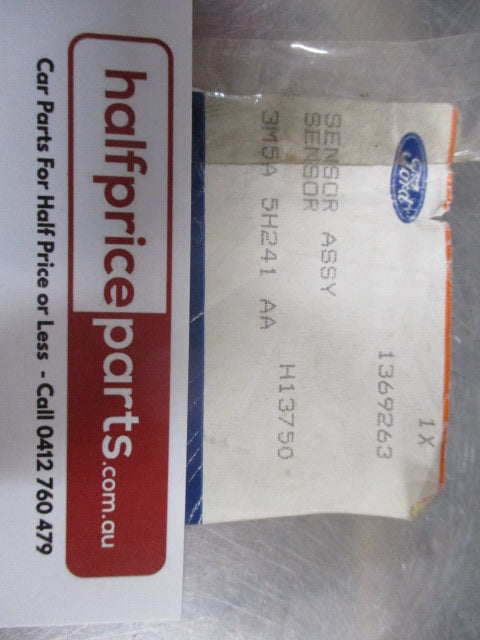 halfpriceparts.com.au
Car Parts For Half Price or Less - Call 0412 760 479
Ford
1X
1369263
SENSOR ASSY
SENSOR
H13750
3M5A 5H241 AA